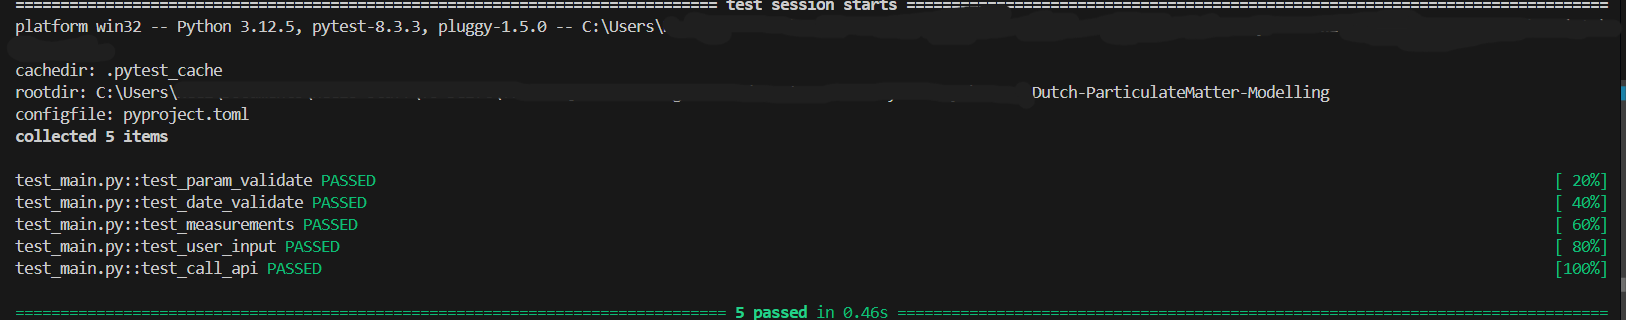 ============================================================================== test session starts ==============================================================================
platform win32 -- Python 3.12.5, pytest-8.3.3, pluggy-1.5.0 -- C:\Users\
cachedir: .pytest_cache
rootdir: C:\Users\ Dutch-ParticulateMatter-Modelling
configfile: pyproject.toml
collected 5 items
test_main.py::test_param_validate PASSED [ 20%]
test_main.py::test_date_validate PASSED [ 40%]
test_main.py::test_measurements PASSED [ 60%]
test_main.py::test_user_input PASSED [ 80%]
test_main.py::test_call_api PASSED [100%]
=============================================================================== 5 passed in 0.46s ===============================================================================